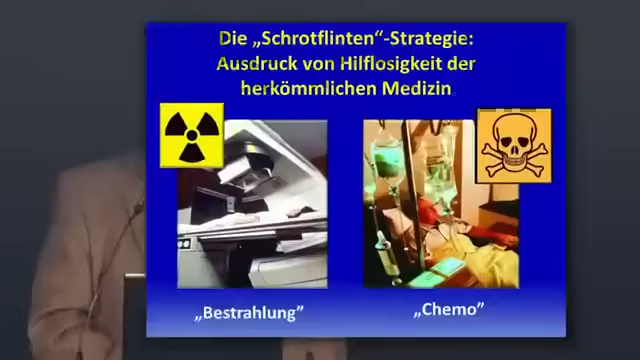 Die „Schrotflinten“-Strategie:
Ausdruck von Hilflosigkeit der
herkömmlichen Medizin
„Bestrahlung”
„Chemo”